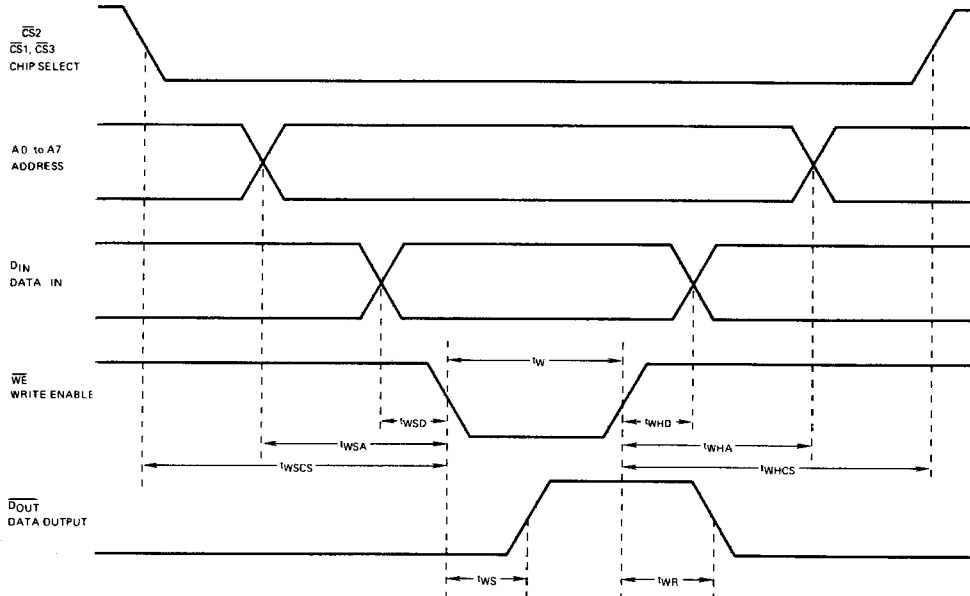 CS2
CS1, CS3
CHIP SELECT
A0 to A7
ADDRESS
DIN
DATA IN
tW
WE
WRITE ENABLE
tWSD
tWHD
tWSA
tWHA
tWSCS
tWHCS
DOUT
DATA OUTPUT
tWS
tWR